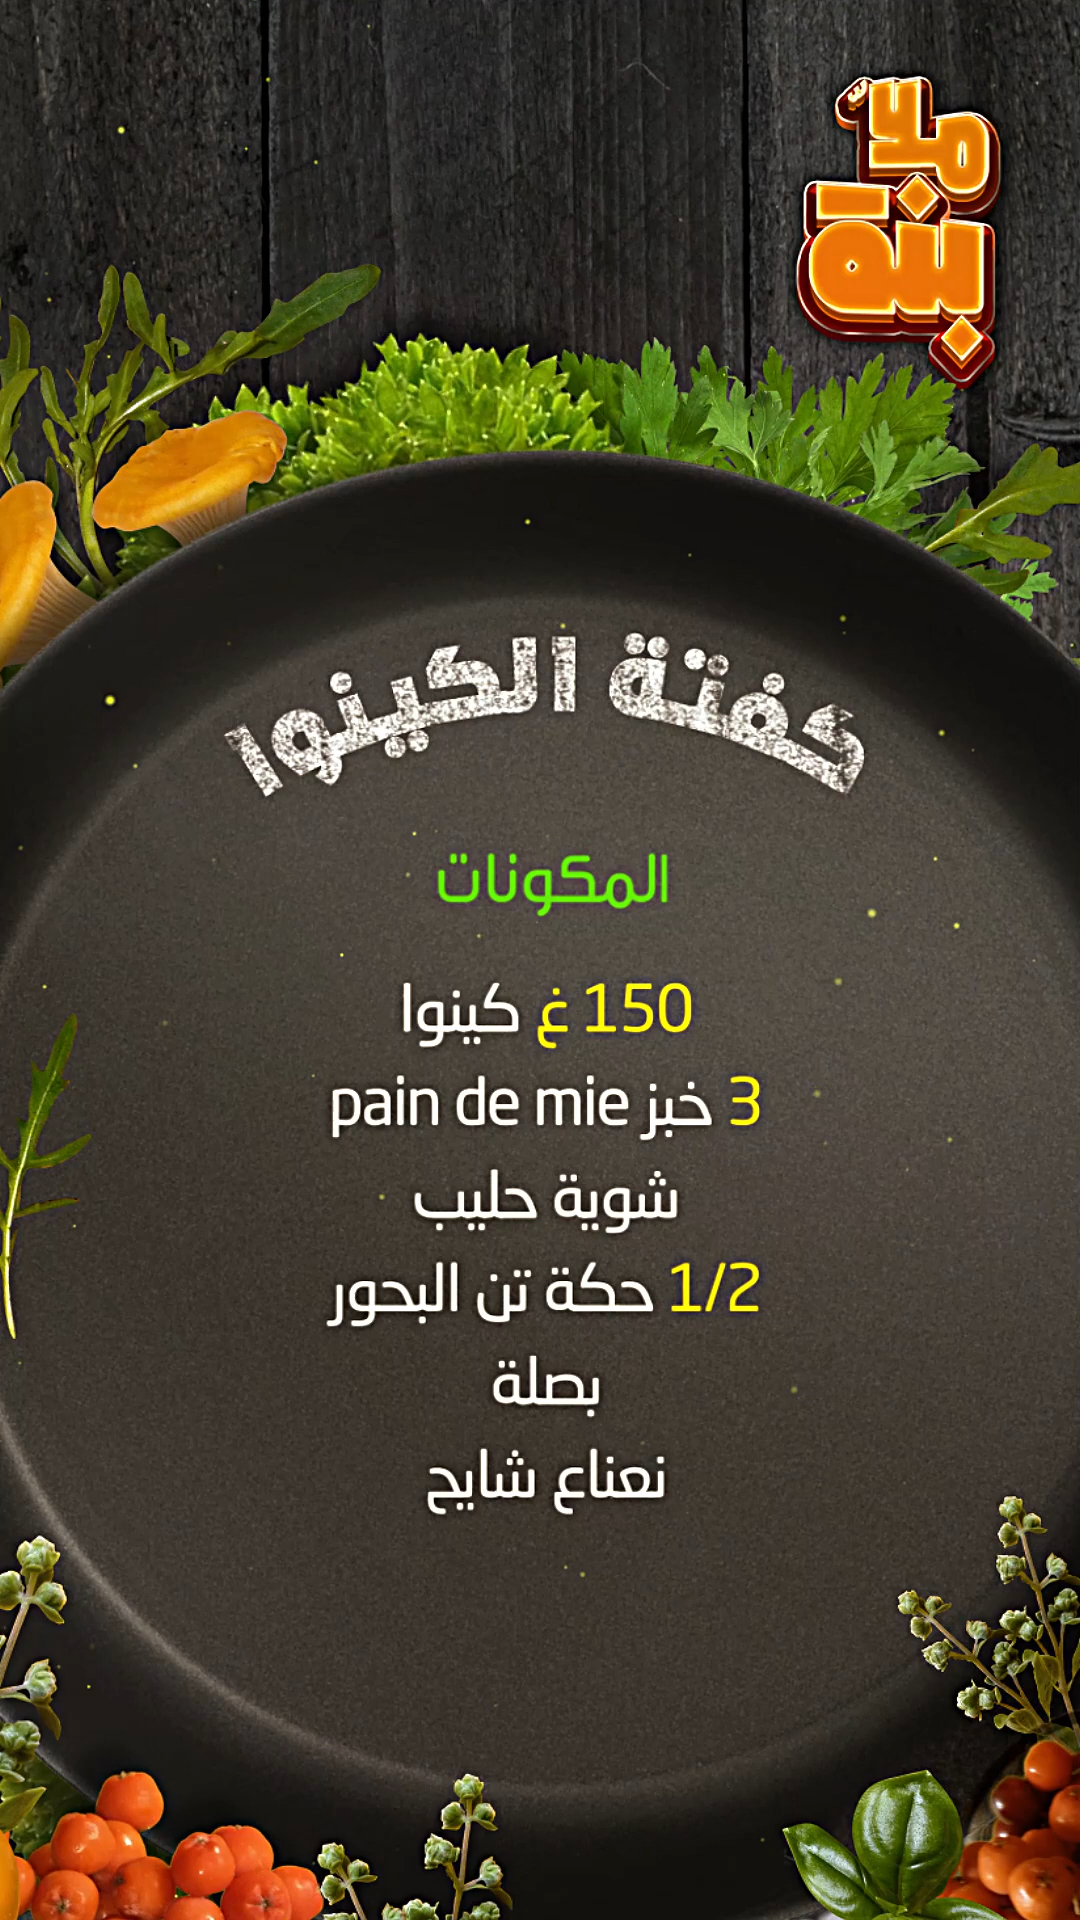 ملّا
بنة
كفتة الكينوا
المكونات
150 غ كينوا
3 خبز pain de mie
شوية حليب
1/2 حكة تن البحور
بصلة
نعناع شايح